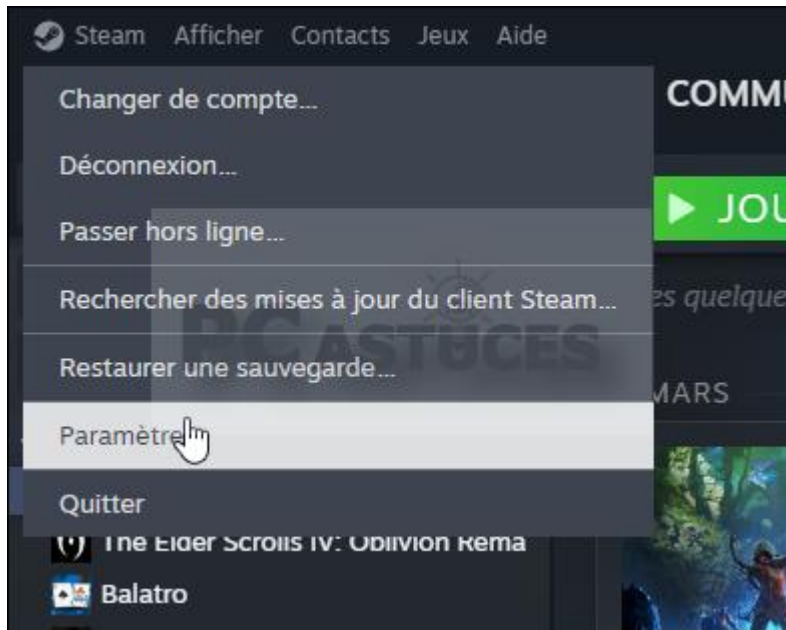 Steam Afficher Contacts Jeux Aide
Changer de compte...
COMMU
Déconnexion...
JOU
Passer hors ligne...
Rechercher des mises à jour du client Steam...
es quelque
PC ASTUCES
Restaurer une sauvegarde...
MARS
Paramètre
Quitter
The Elder Scrolls IV: Oblivion Rema
Balatro